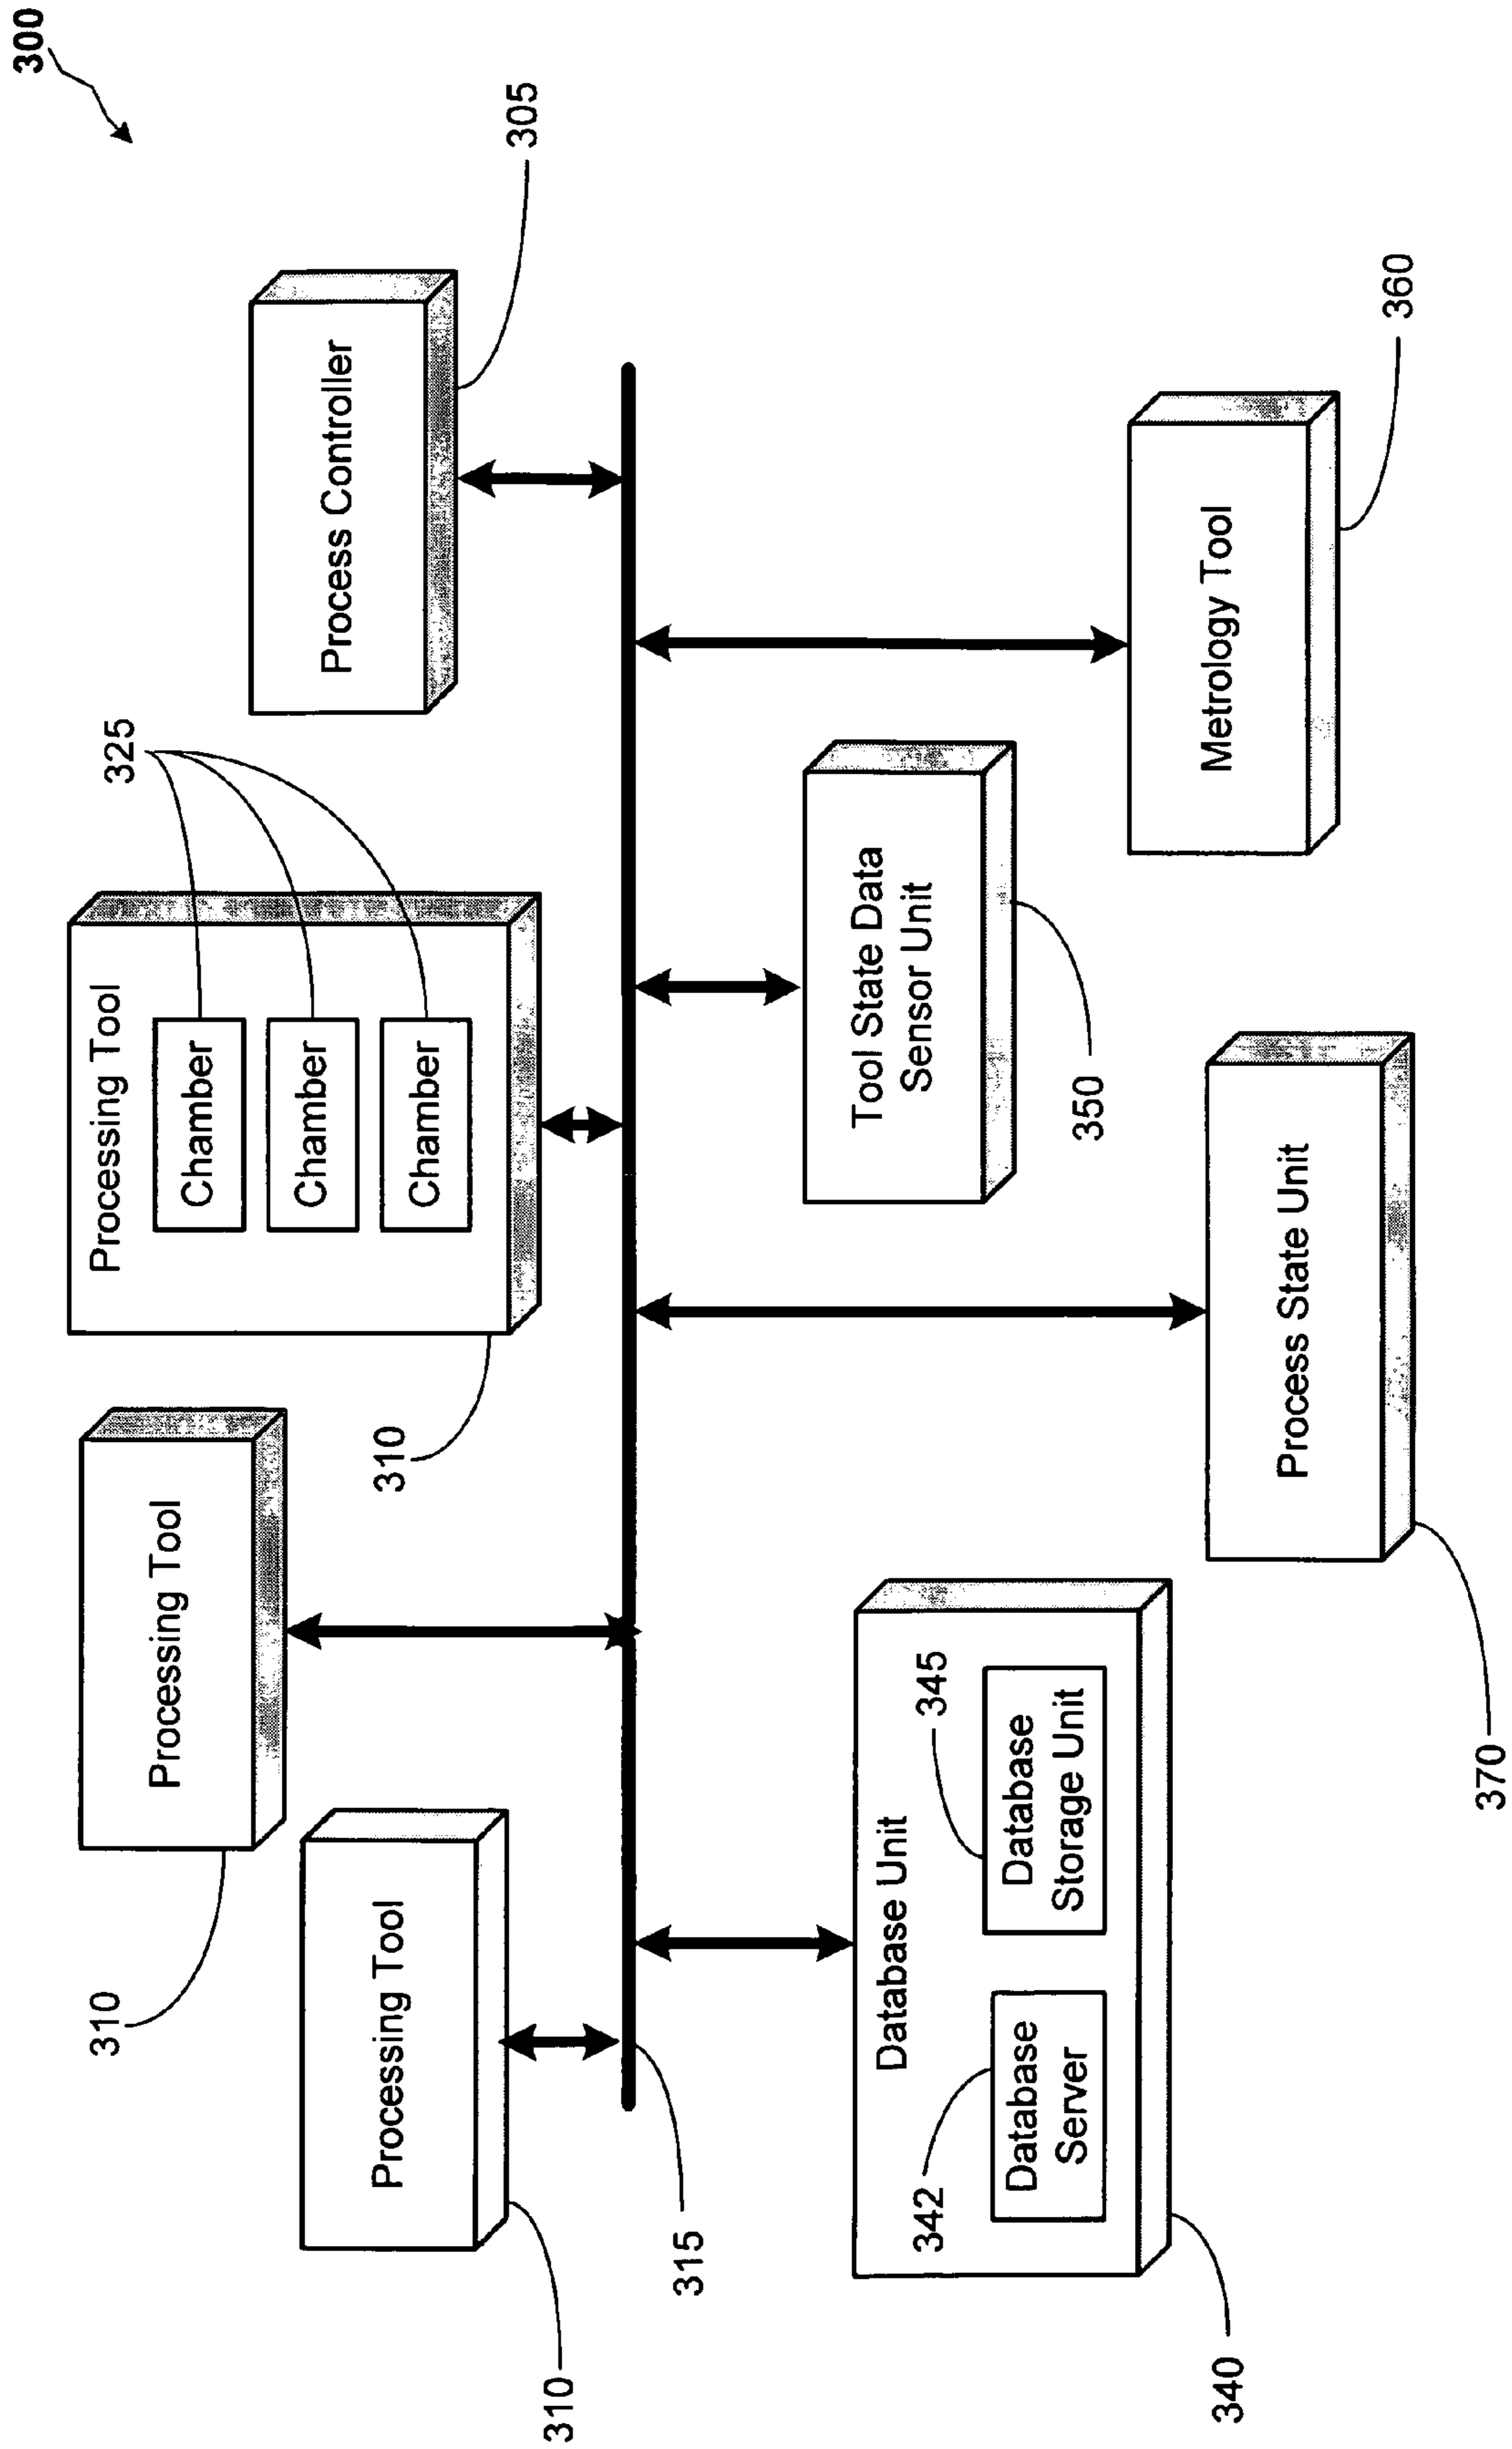 300
Processing Tool
310
Processing Tool
Chamber
Chamber
Chamber
325
310
Process Controller
305
Processing Tool
310
315
Database Unit
342
Database
Server
345
Database
Storage Unit
340
Tool State Data
Sensor Unit
350
Metrology Tool
360
Process State Unit
370